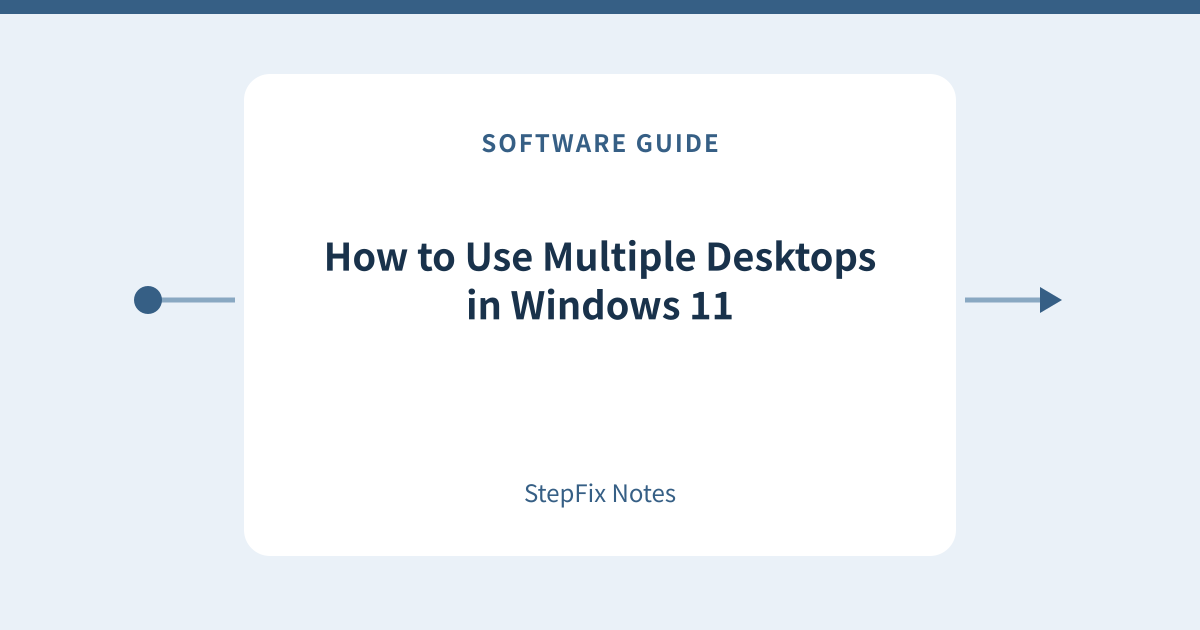 SOFTWARE GUIDE
How to Use Multiple Desktops
in Windows 11
StepFix Notes